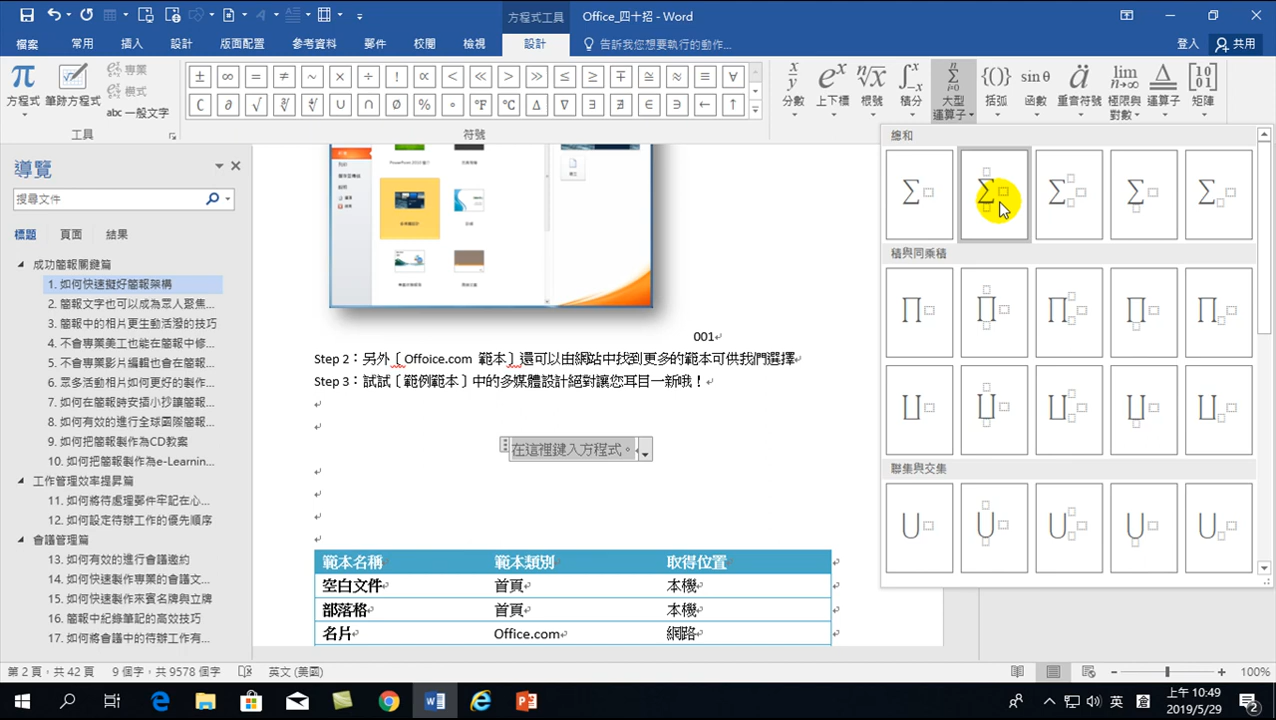 方程式工具
Office_四十招 - Word
檔案 常用 插入 設計 版面配置 參考資料 郵件 校閱 檢視 設計 告訴我您想要執行的動作... 登入 共用
π √x 專業
模式
方程式 筆跡方程式 abc 一般文字
± ∞ = ≠ ~ × ÷ ! ∝ < ≪ > ≫ ≤ ≥ ∓ ≅ ≈ ≡ ∀
∁ ∂ √ ∛ ∜ ∪ ∩ ∅ % ° °F °C ∆ ∇ ∃ ∄ ∈ ∋ ← ↑
分數 上下標 根號 積分 大型運算子 括弧 函數 重音符號 極限與對數 運算子 矩陣
工具 符號
總和
積與同乘積
聯集與交集
導覽
搜尋文件
標題 頁面 結果
成功簡報關鍵篇
1. 如何快速擬好簡報架構
2. 簡報文字也可以成為眾人聚焦...
3. 簡報中的相片更生動活潑的技巧
4. 不會專業美工也能在簡報中修...
5. 不會專業影片編輯也會在簡報...
6. 眾多活動相片如何更好的製作...
7. 如何在簡報時安插小抄讓簡報...
8. 如何有效的進行全球國際簡報...
9. 如何把簡報製作為CD教案
10. 如何把簡報製作為e-Learnin...
工作管理效率提昇篇
11. 如何將待處理郵件牢記在心...
12. 如何設定待辦工作的優先順序
會議管理篇
13. 如何有效的進行會議邀約
14. 如何快速製作專業的會議文...
15. 如何快速製作來賓名牌與立牌
16. 簡報中紀錄筆記的高效技巧
17. 如何將會議中的待辦工作有...
001
Step 2：另外〔Offoice.com 範本〕還可以由網站中找到更多的範本可供我們選擇
Step 3：試試〔範例範本〕中的多媒體設計絕對讓您耳目一新哦！
在這裡鍵入方程式。
範本名稱 範本類別 取得位置
空白文件 首頁 本機
部落格 首頁 本機
名片 Office.com 網路
第 2 頁，共 42 頁 9 個字，共 9578 個字 英文 (美國) 100%
英 上午 10:49
2019/5/29 2